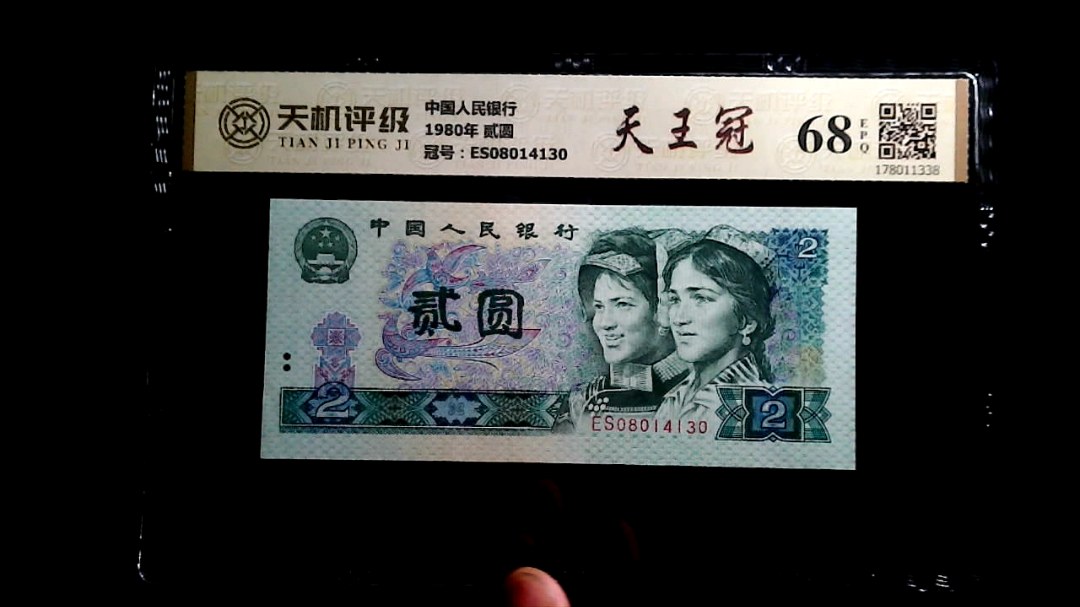 天机评级
TIAN JI PING JI
中国人民银行
1980年 贰圆
冠号：ES08014130
天王冠
68
EPQ
178011338
中国人民银行
2
贰圆
2
ES08014130
2